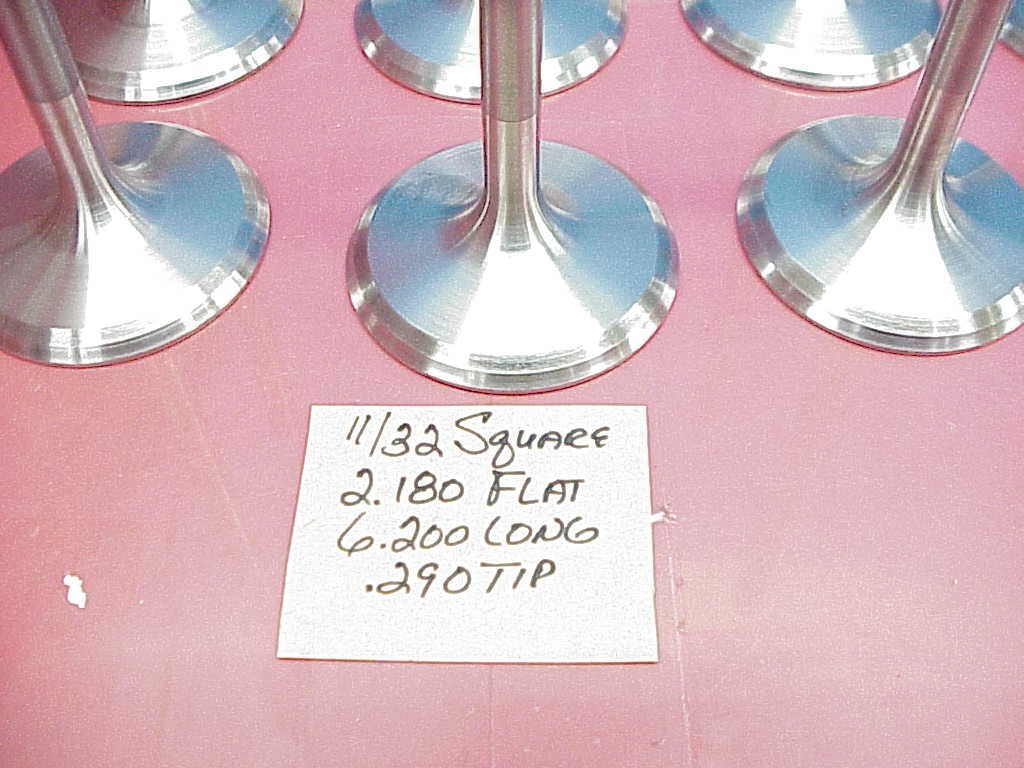 11/32 Square
2.180 FLAT
6.200 LONG
.290 TIP